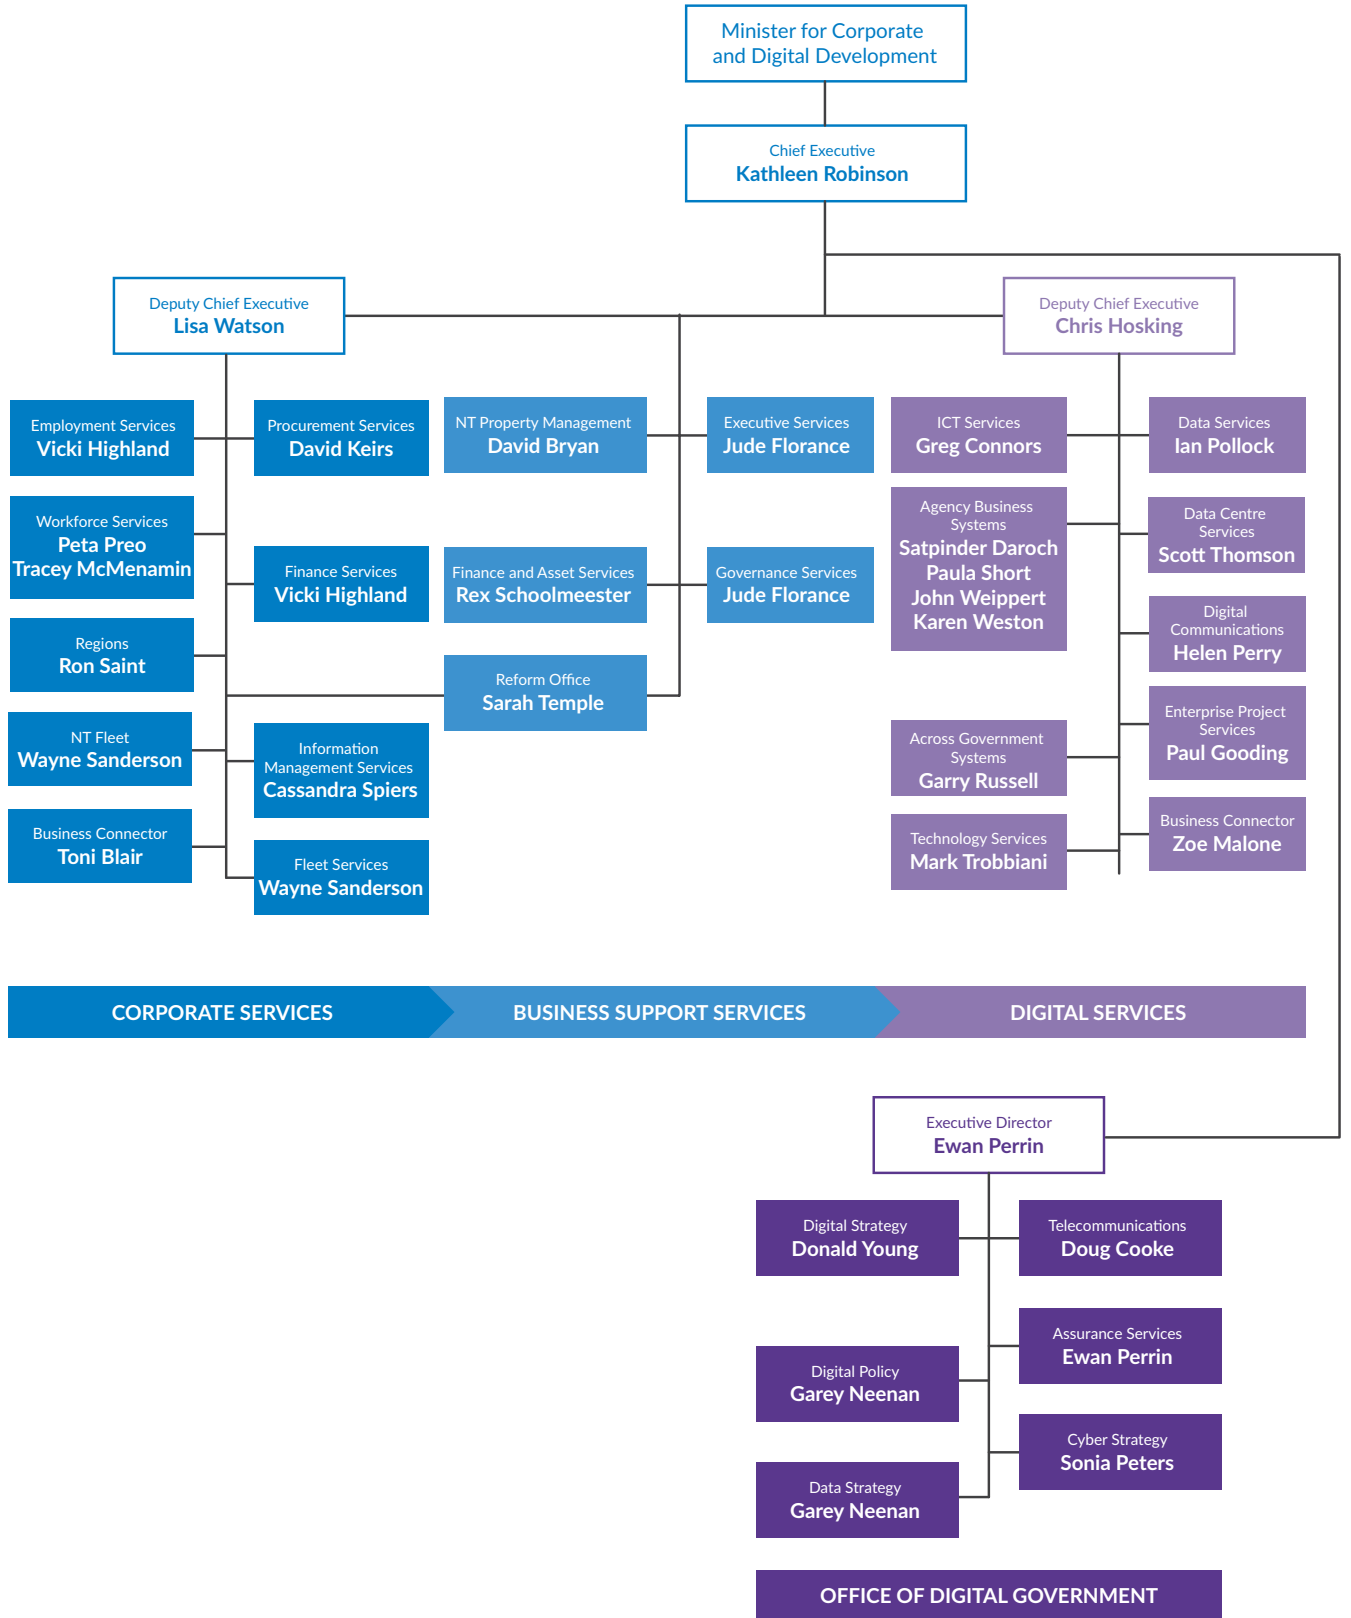 Minister for Corporate
and Digital Development
Chief Executive
Kathleen Robinson
Deputy Chief Executive
Lisa Watson
Deputy Chief Executive
Chris Hosking
Employment Services
Vicki Highland
Procurement Services
David Keirs
Workforce Services
Peta Preo
Tracey McMenamin
Finance Services
Vicki Highland
Regions
Ron Saint
NT Fleet
Wayne Sanderson
Information
Management Services
Cassandra Spiers
Business Connector
Toni Blair
Fleet Services
Wayne Sanderson
NT Property Management
David Bryan
Executive Services
Jude Florance
Finance and Asset Services
Rex Schoolmeester
Governance Services
Jude Florance
Reform Office
Sarah Temple
ICT Services
Greg Connors
Data Services
Ian Pollock
Agency Business
Systems
Satpinder Daroch
Paula Short
John Weippert
Karen Weston
Data Centre
Services
Scott Thomson
Digital
Communications
Helen Perry
Enterprise Project
Services
Paul Gooding
Across Government
Systems
Garry Russell
Business Connector
Zoe Malone
Technology Services
Mark Trobbiani
CORPORATE SERVICES
BUSINESS SUPPORT SERVICES
DIGITAL SERVICES
Executive Director
Ewan Perrin
Digital Strategy
Donald Young
Telecommunications
Doug Cooke
Assurance Services
Ewan Perrin
Digital Policy
Garey Neenan
Cyber Strategy
Sonia Peters
Data Strategy
Garey Neenan
OFFICE OF DIGITAL GOVERNMENT